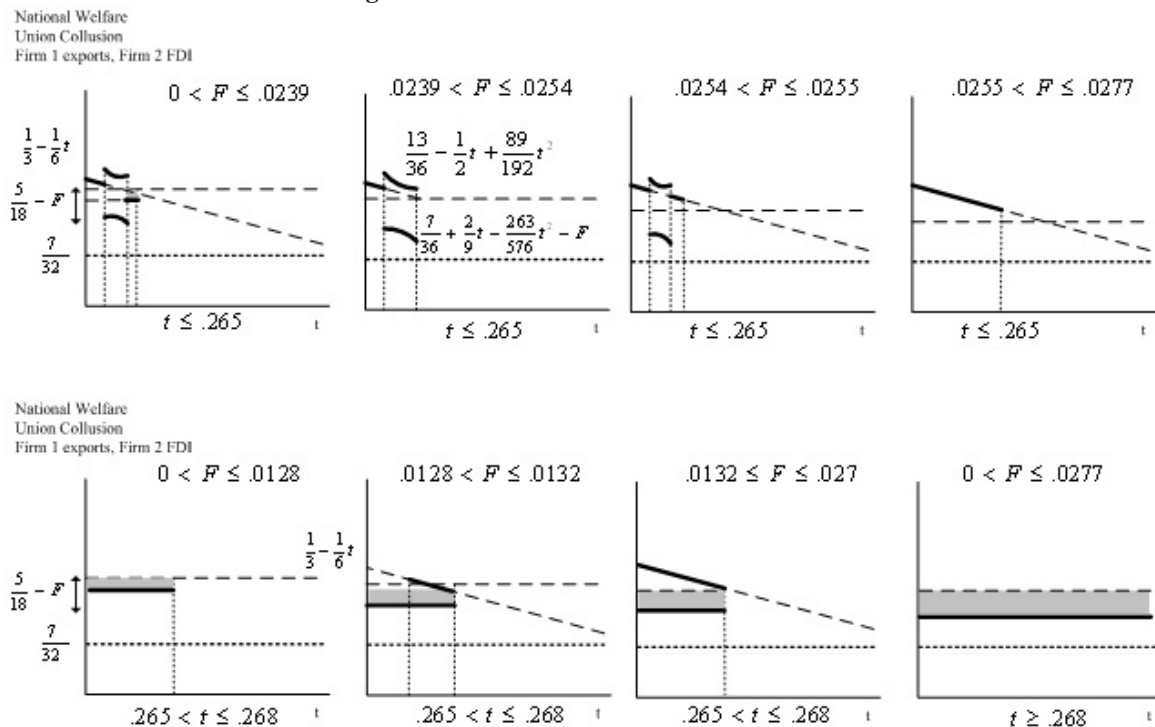 National Welfare
Union Collusion
Firm 1 exports, Firm 2 FDI
0 < F ≤ .0239
.0239 < F ≤ .0254
.0254 < F ≤ .0255
.0255 < F ≤ .0277
1/3 − 1/6 t
5/18 − F
7/32
13/36 − 1/2 t + 89/192 t²
7/36 + 2/9 t − 263/576 t² − F
t ≤ .265 t
t ≤ .265 t
t ≤ .265 t
t ≤ .265 t
National Welfare
Union Collusion
Firm 1 exports, Firm 2 FDI
0 < F ≤ .0128
.0128 < F ≤ .0132
.0132 ≤ F ≤ .027
0 < F ≤ .0277
1/3 − 1/6 t
5/18 − F
7/32
.265 < t ≤ .268 t
.265 < t ≤ .268 t
.265 < t ≤ .268 t
t ≥ .268 t